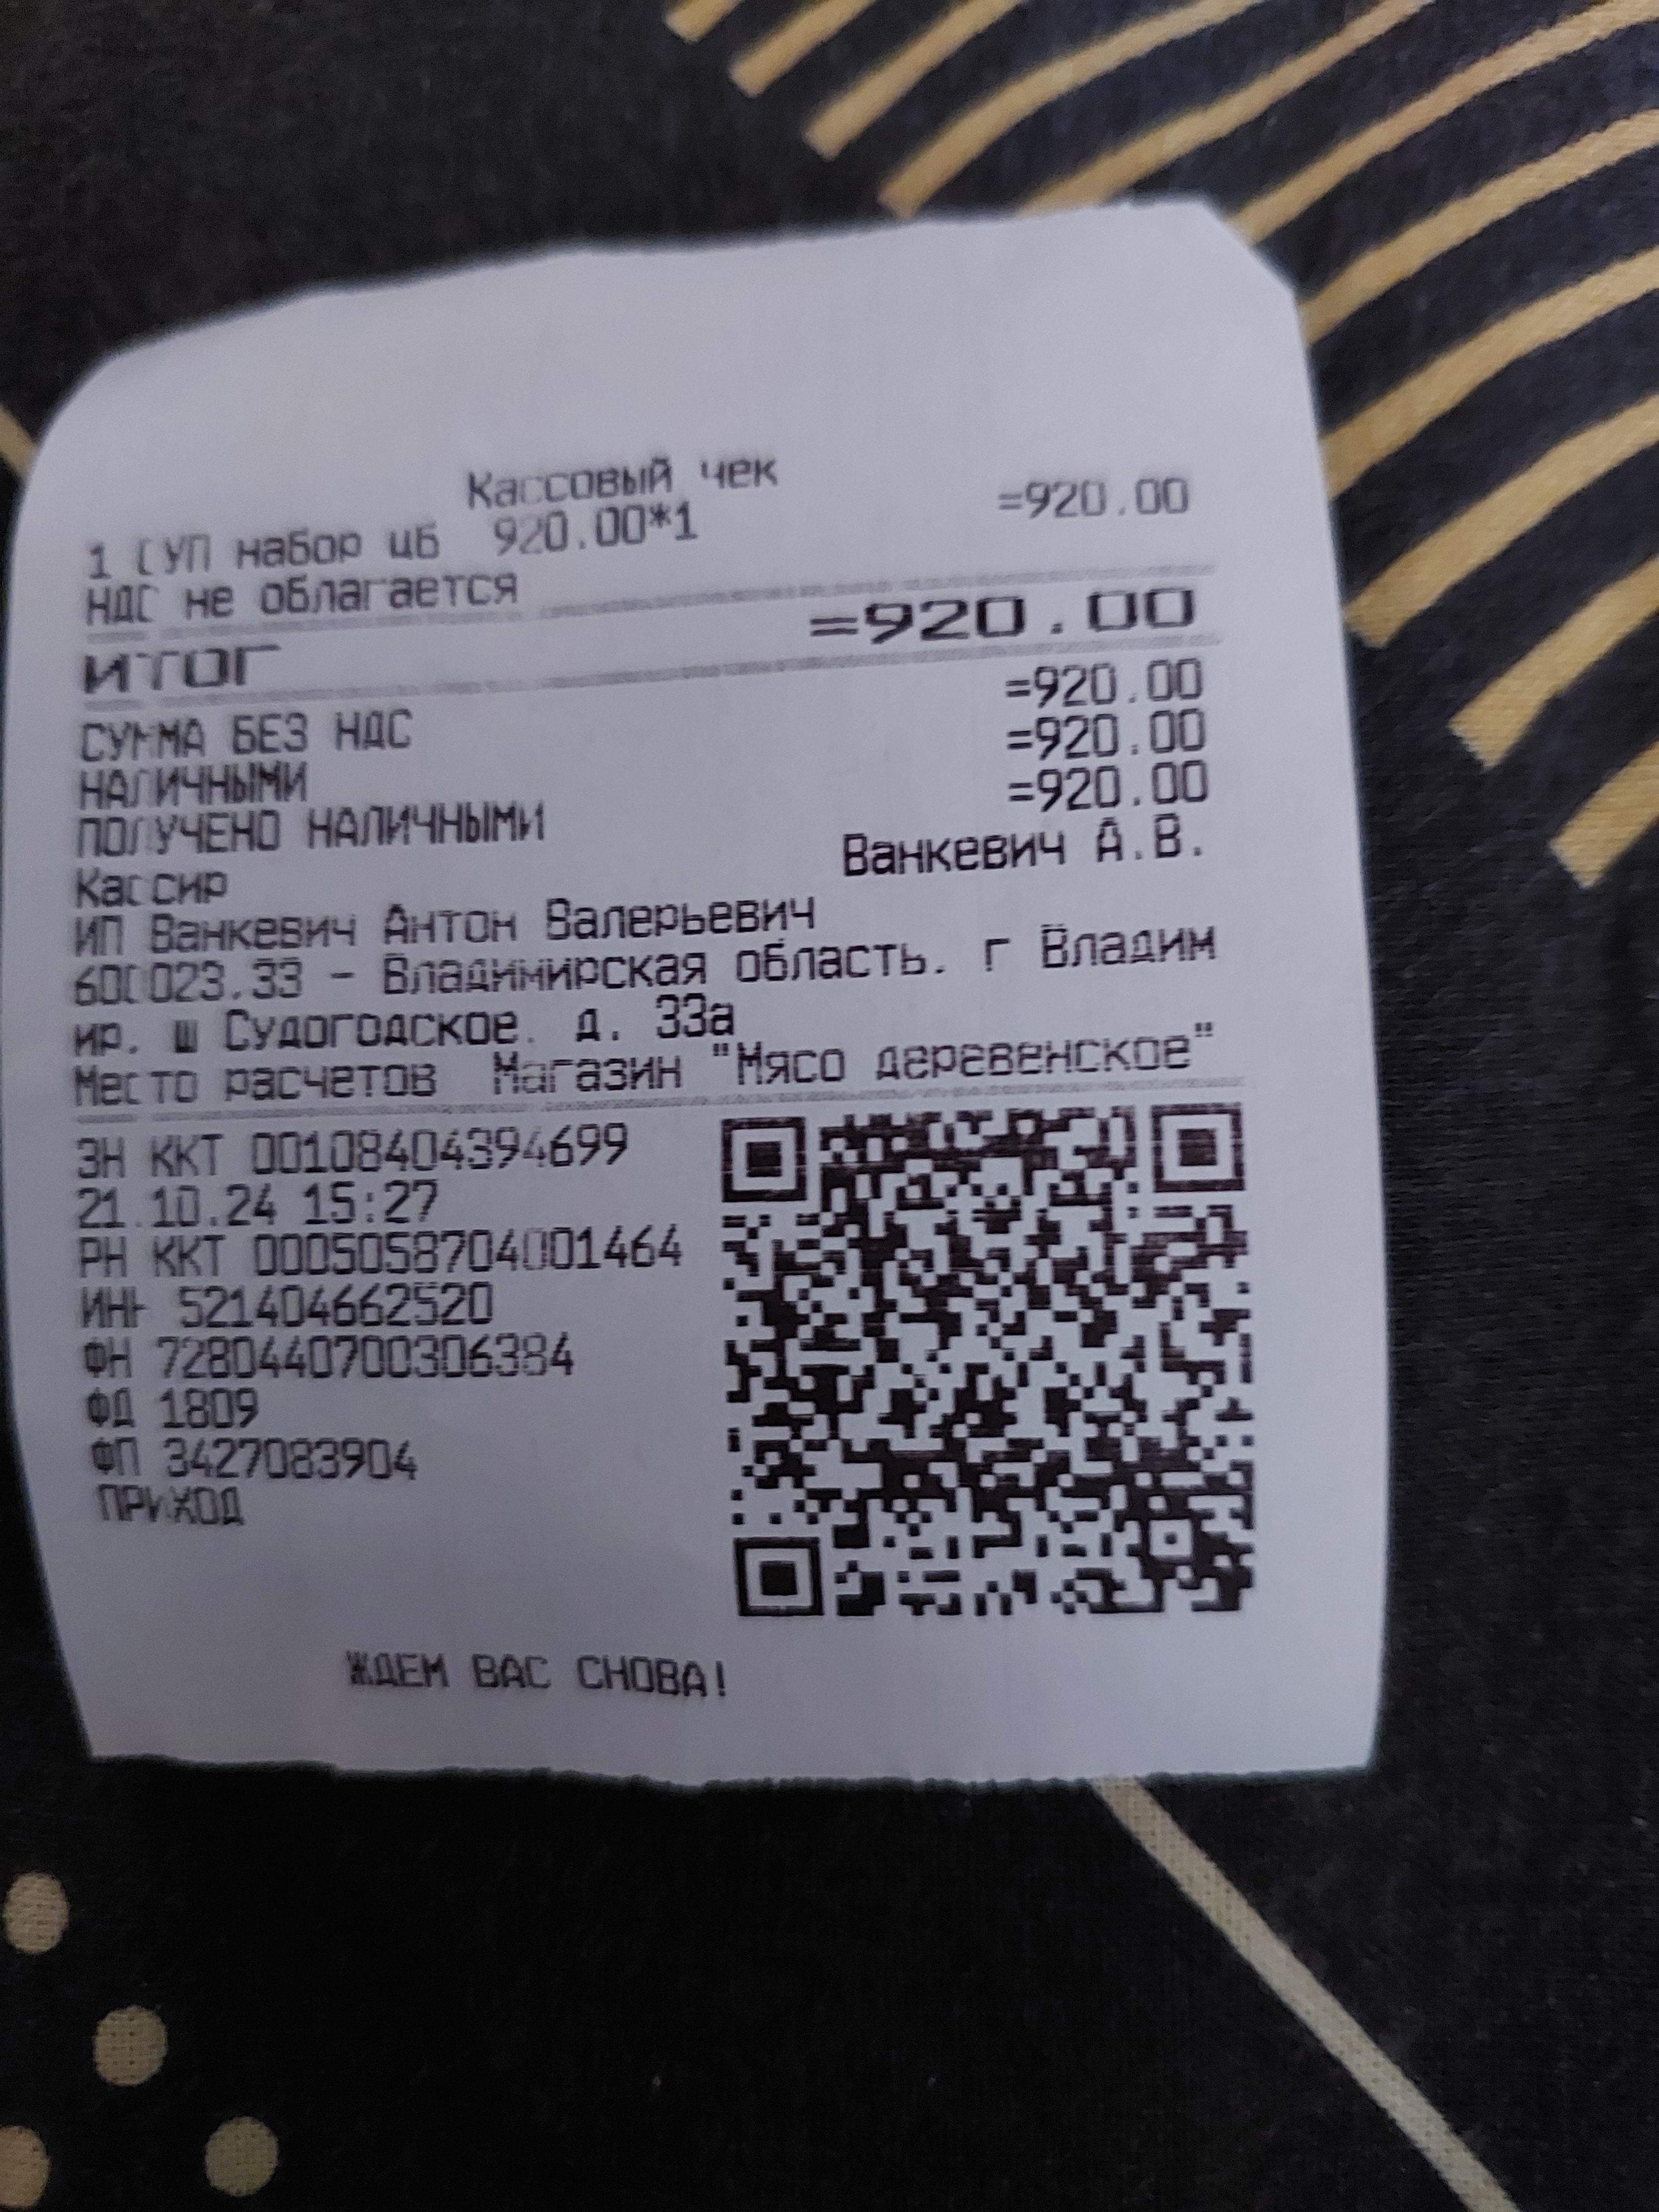 Кассовый чек
1 СУП набор цб 920.00*1 =920.00
НДС не облагается
ИТОГ =920.00
СУММА БЕЗ НДС =920.00
НАЛИЧНЫМИ =920.00
ПОЛУЧЕНО НАЛИЧНЫМИ =920.00
Кассир Ванкевич А.В.
ИП Ванкевич Антон Валерьевич
600023,33 - Владимирская область, г Владим
ир, ш Судогодское, д. 33а
Место расчетов Магазин "Мясо деревенское"
ЗН ККТ 00108404394699
21.10.24 15:27
РН ККТ 0005058704001464
ИНН 521404662520
ФН 7280440700306384
ФД 1809
ФП 3427083904
ПРИХОД
ЖДЕМ ВАС СНОВА!